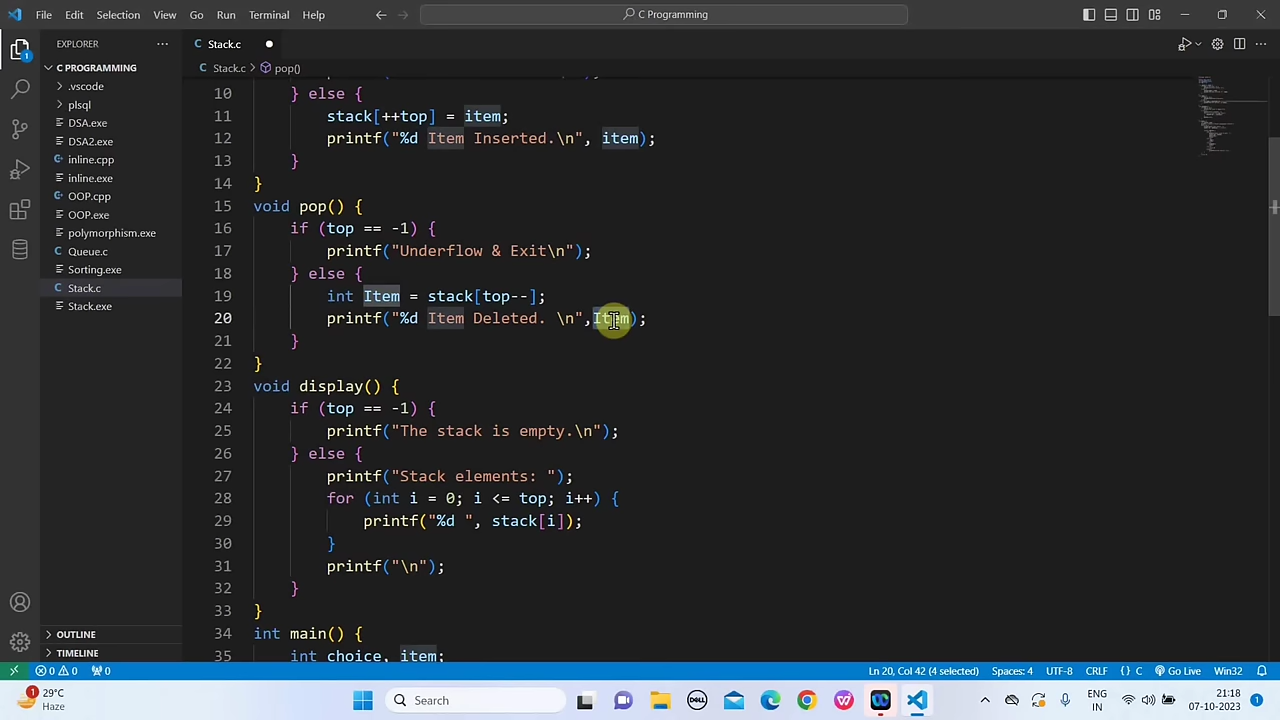 File Edit Selection View Go Run Terminal Help
C Programming
EXPLORER
C PROGRAMMING
.vscode
plsql
DSA.exe
DSA2.exe
inline.cpp
inline.exe
OOP.cpp
OOP.exe
polymorphism.exe
Queue.c
Sorting.exe
Stack.c
Stack.exe
OUTLINE
TIMELINE
C Stack.c
C Stack.c > pop()
10 } else {
11 stack[++top] = item;
12 printf("%d Item Inserted.\n", item);
13 }
14 }
15 void pop() {
16 if (top == -1) {
17 printf("Underflow & Exit\n");
18 } else {
19 int Item = stack[top--];
20 printf("%d Item Deleted. \n",Item);
21 }
22 }
23 void display() {
24 if (top == -1) {
25 printf("The stack is empty.\n");
26 } else {
27 printf("Stack elements: ");
28 for (int i = 0; i <= top; i++) {
29 printf("%d ", stack[i]);
30 }
31 printf("\n");
32 }
33 }
34 int main() {
35 int choice, item;
0 0 0 Ln 20, Col 42 (4 selected) Spaces: 4 UTF-8 CRLF {} C Go Live Win32
1 29°C
Haze
Search
DELL
ENG
IN
21:18
07-10-2023
1